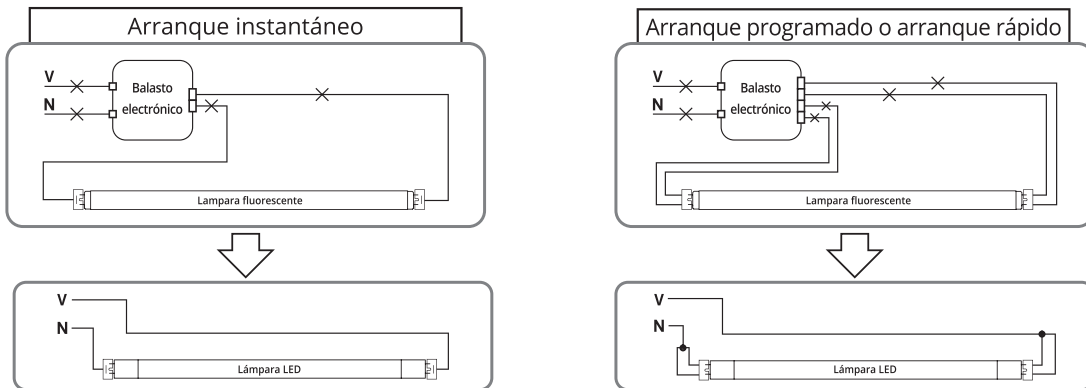 Arranque instantáneo
V
N
Balasto
electrónico
Lampara fluorescente
V
N
Lámpara LED
Arranque programado o arranque rápido
V
N
Balasto
electrónico
Lampara fluorescente
V
N
Lámpara LED